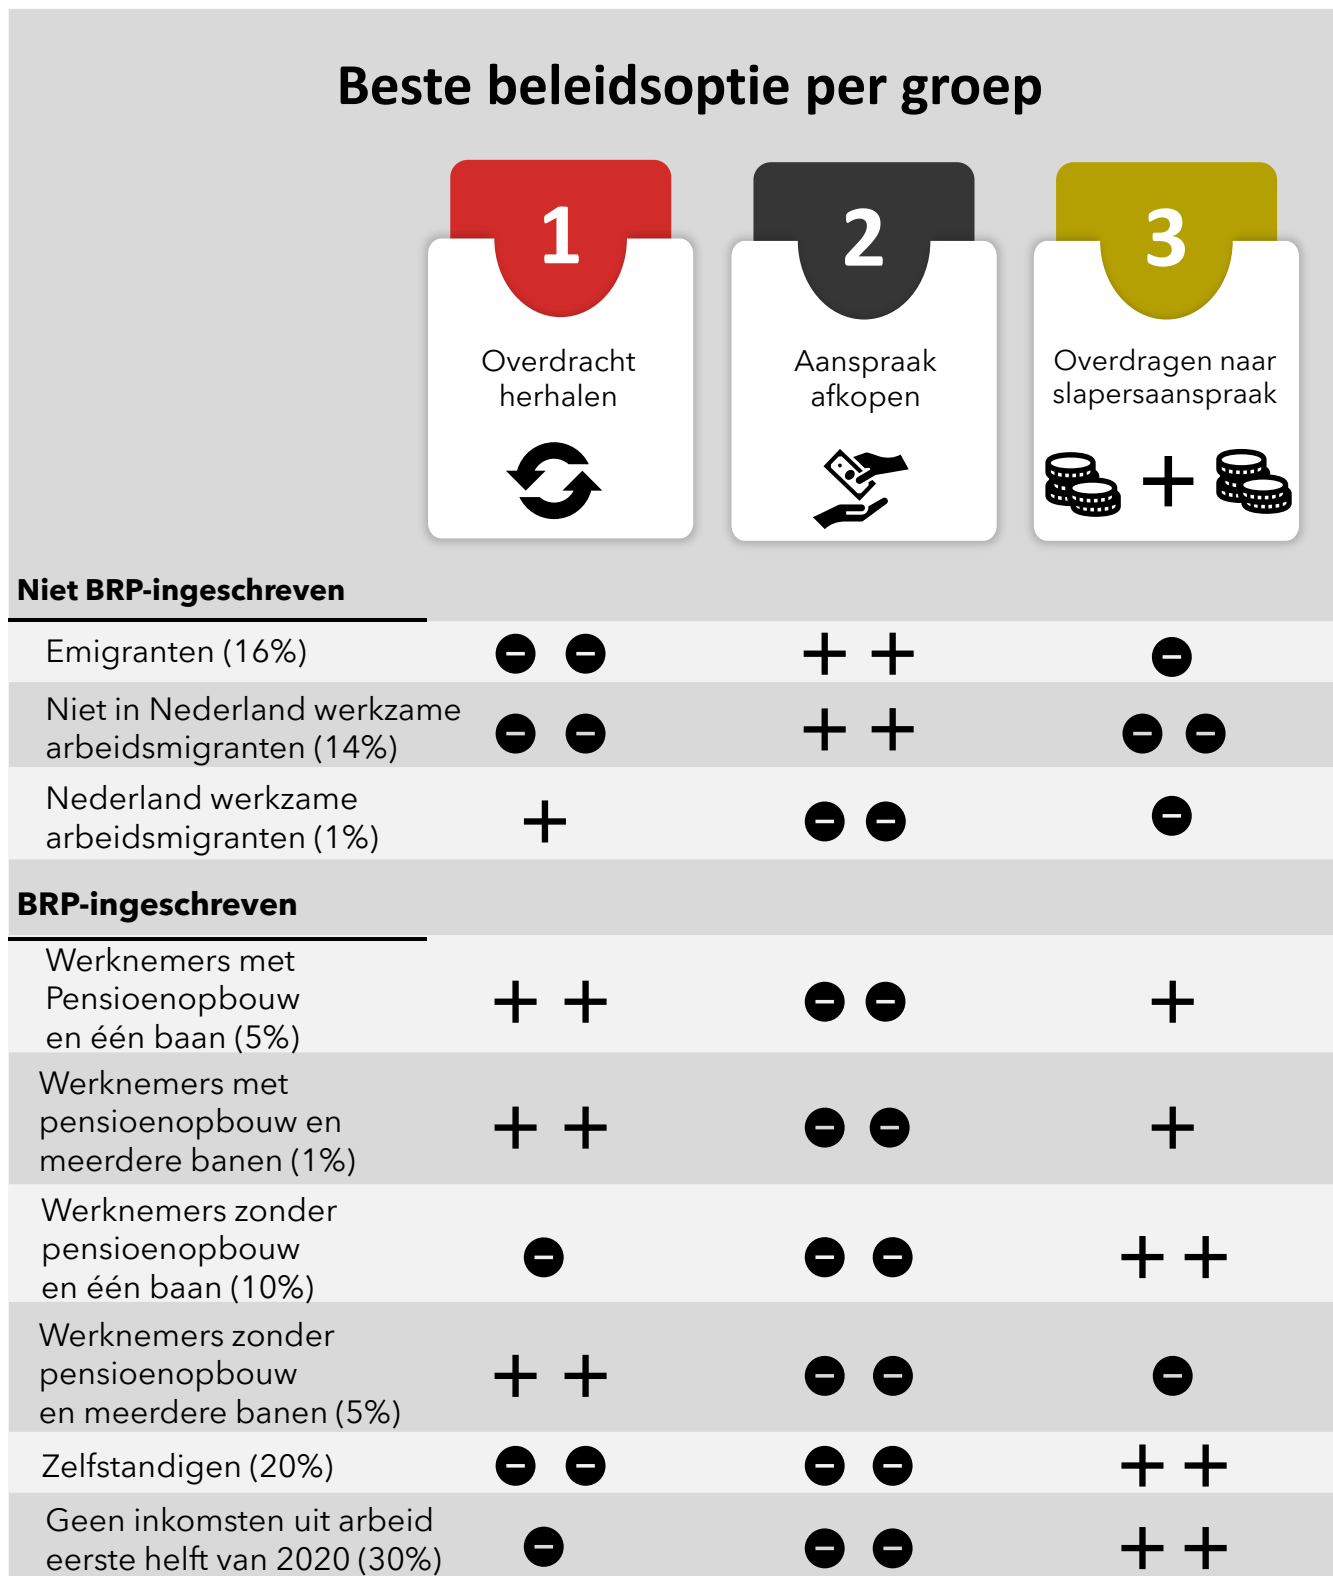 Beste beleidsoptie per groep
1
2
3
Overdracht
herhalen
Aanspraak
afkopen
Overdragen naar
slapersaanspraak
Niet BRP-ingeschreven
Emigranten (16%)
Niet in Nederland werkzame
arbeidsmigranten (14%)
Nederland werkzame
arbeidsmigranten (1%)
BRP-ingeschreven
Werknemers met
Pensioenopbouw
en één baan (5%)
Werknemers met
pensioenopbouw en
meerdere banen (1%)
Werknemers zonder
pensioenopbouw
en één baan (10%)
Werknemers zonder
pensioenopbouw
en meerdere banen (5%)
Zelfstandigen (20%)
Geen inkomsten uit arbeid
eerste helft van 2020 (30%)